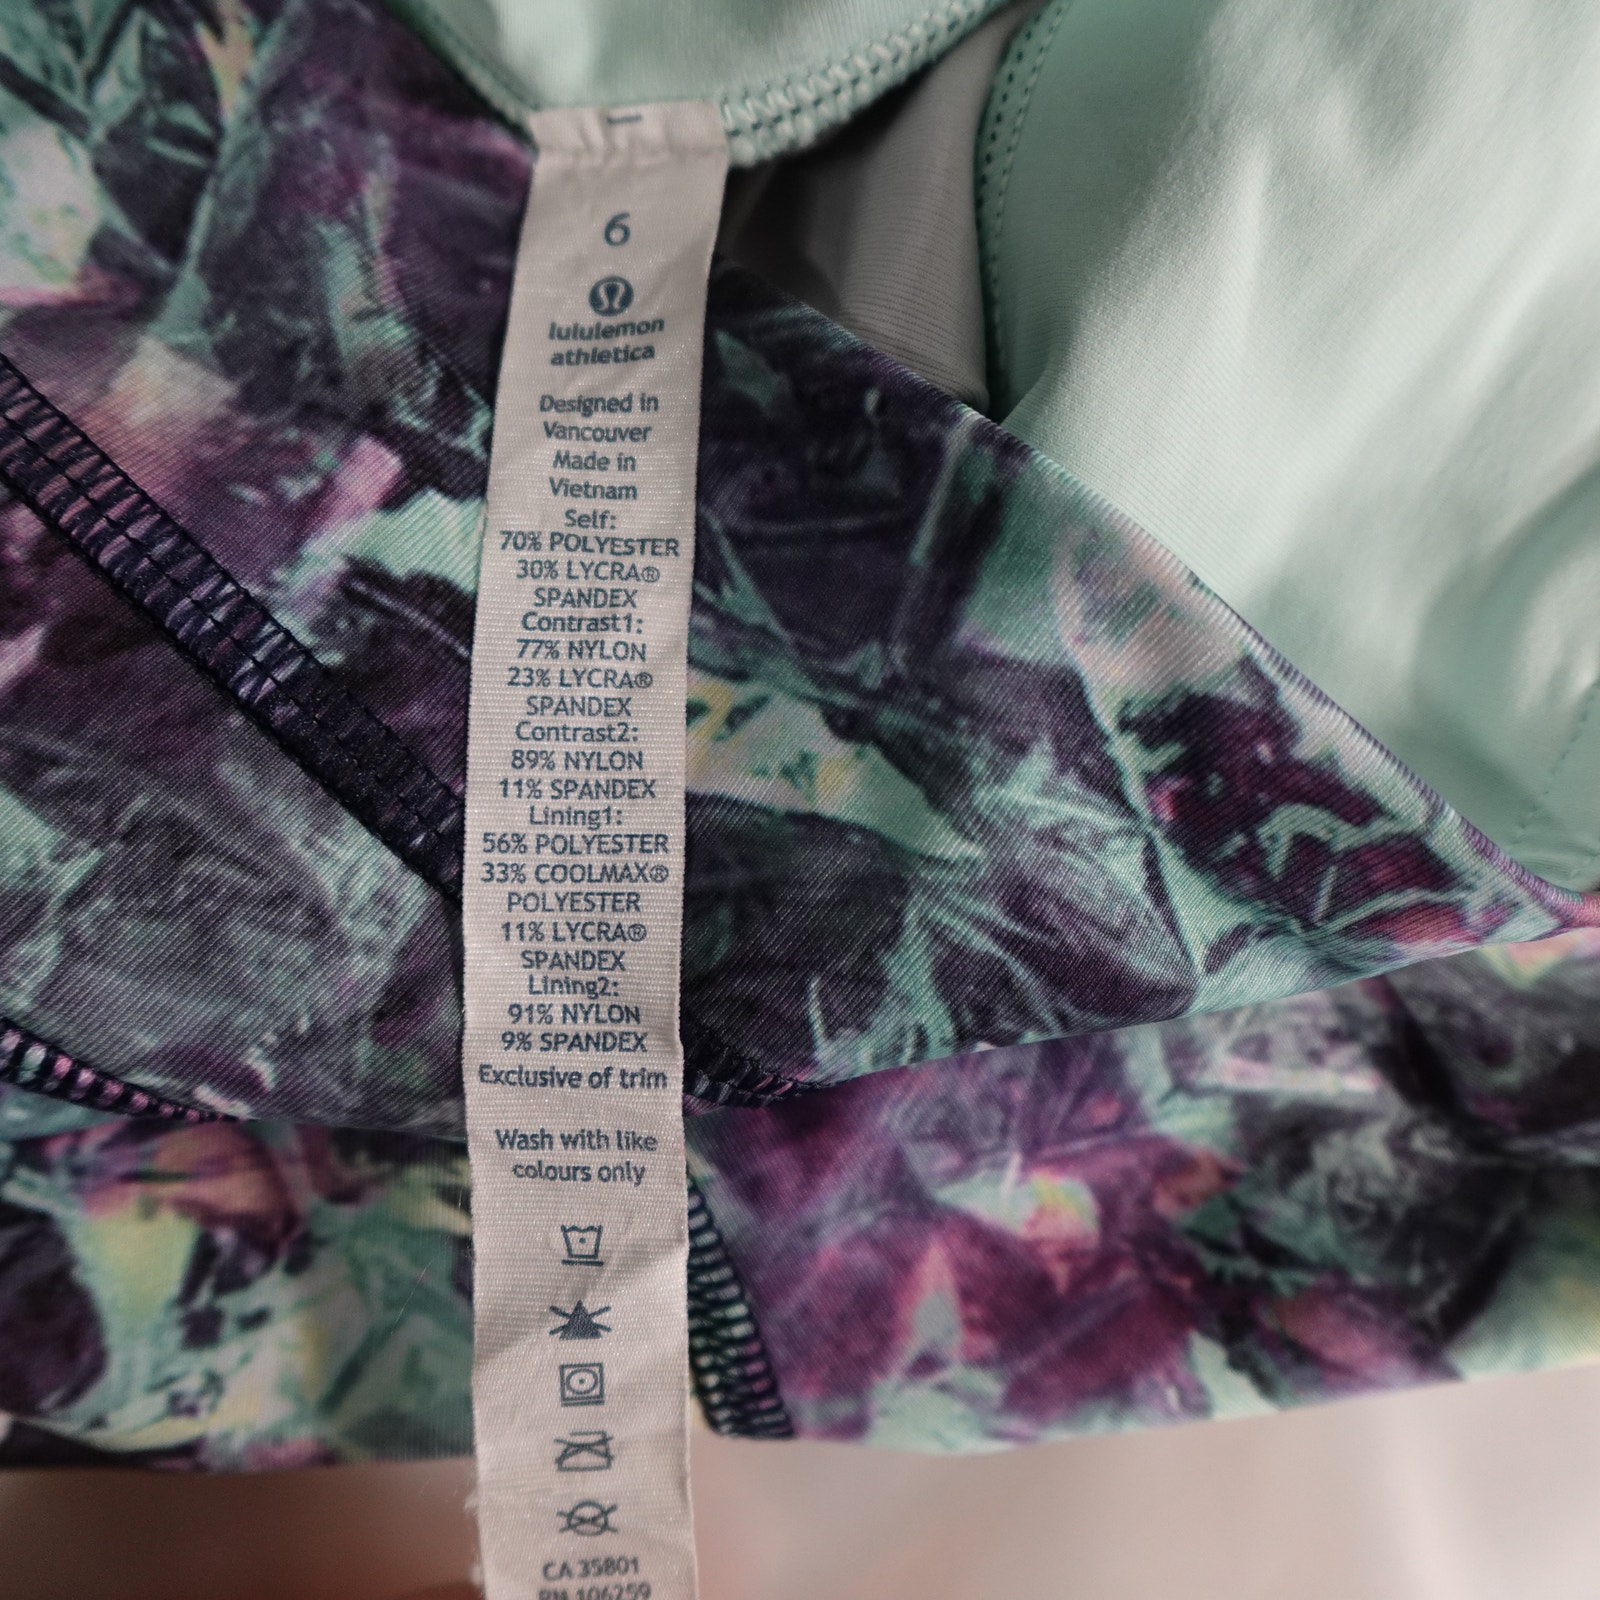 6
lululemon
athletica
Designed in
Vancouver
Made in
Vietnam
Self:
70% POLYESTER
30% LYCRA®
SPANDEX
Contrast1:
77% NYLON
23% LYCRA®
SPANDEX
Contrast2:
89% NYLON
11% SPANDEX
Lining1:
56% POLYESTER
33% COOLMAX®
POLYESTER
11% LYCRA®
SPANDEX
Lining2:
91% NYLON
9% SPANDEX
Exclusive of trim
Wash with like
colours only
CA 35801
RN 106259